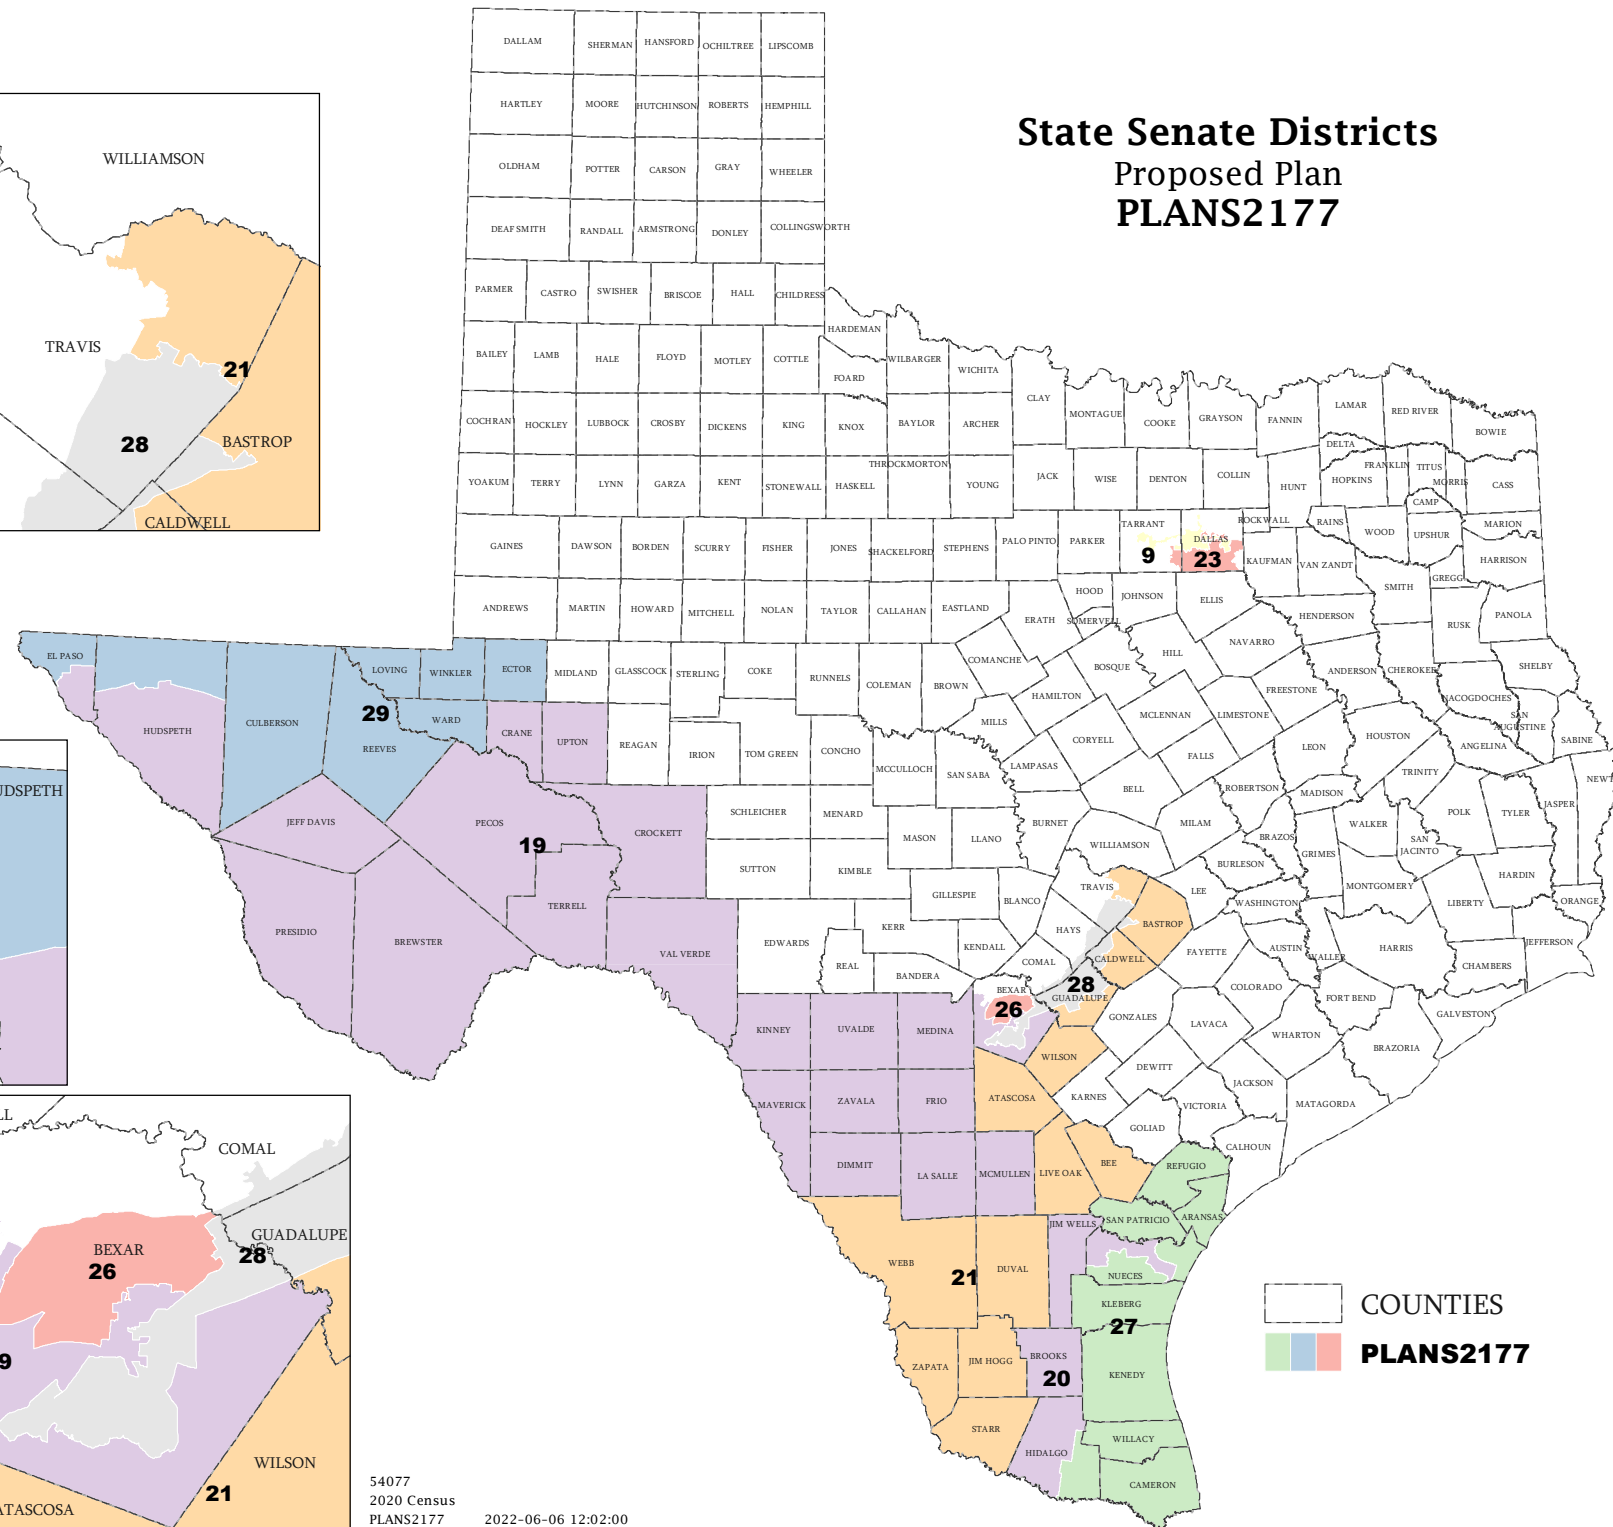 State Senate Districts
Proposed Plan
PLANS2177
DALLAM
SHERMAN
HANSFORD
OCHILTREE
LIPSCOMB
HARTLEY
MOORE
HUTCHINSON
ROBERTS
HEMPHILL
OLDHAM
POTTER
CARSON
GRAY
WHEELER
DEAF SMITH
RANDALL
ARMSTRONG
DONLEY
COLLINGSWORTH
PARMER
CASTRO
SWISHER
BRISCOE
HALL
CHILDRESS
HARDEMAN
BAILEY
LAMB
HALE
FLOYD
MOTLEY
COTTLE
FOARD
WILBARGER
WICHITA
CLAY
MONTAGUE
COOKE
GRAYSON
FANNIN
LAMAR
RED RIVER
BOWIE
COCHRAN
HOCKLEY
LUBBOCK
CROSBY
DICKENS
KING
KNOX
BAYLOR
ARCHER
DELTA
YOAKUM
TERRY
LYNN
GARZA
KENT
STONEWALL
HASKELL
THROCKMORTON
YOUNG
JACK
WISE
DENTON
COLLIN
HUNT
HOPKINS
FRANKLIN
TITUS
MORRIS
CAMP
CASS
GAINES
DAWSON
BORDEN
SCURRY
FISHER
JONES
SHACKELFORD
STEPHENS
PALO PINTO
PARKER
TARRANT
DALLAS
ROCKWALL
RAINS
WOOD
UPSHUR
MARION
9
23
KAUFMAN
VAN ZANDT
SMITH
GREGG
HARRISON
ANDREWS
MARTIN
HOWARD
MITCHELL
NOLAN
TAYLOR
CALLAHAN
EASTLAND
ERATH
HOOD
SOMERVELL
JOHNSON
ELLIS
HENDERSON
RUSK
PANOLA
EL PASO
LOVING
WINKLER
ECTOR
MIDLAND
GLASSCOCK
STERLING
COKE
RUNNELS
COLEMAN
BROWN
COMANCHE
HAMILTON
BOSQUE
HILL
NAVARRO
FREESTONE
ANDERSON
CHEROKEE
NACOGDOCHES
SHELBY
HUDSPETH
CULBERSON
29
REEVES
WARD
CRANE
UPTON
REAGAN
IRION
TOM GREEN
CONCHO
MCCULLOCH
SAN SABA
MILLS
LAMPASAS
CORYELL
MCLENNAN
LIMESTONE
FALLS
LEON
HOUSTON
ANGELINA
SAN
AUGUSTINE
SABINE
JEFF DAVIS
PECOS
19
CROCKETT
SCHLEICHER
MENARD
MASON
LLANO
BURNET
BELL
MILAM
ROBERTSON
MADISON
TRINITY
POLK
TYLER
JASPER
NEWT
PRESIDIO
BREWSTER
TERRELL
VAL VERDE
SUTTON
KIMBLE
GILLESPIE
BLANCO
WILLIAMSON
TRAVIS
BURLESON
BRAZOS
GRIMES
WALKER
SAN
JACINTO
MONTGOMERY
LIBERTY
HARDIN
ORANGE
EDWARDS
REAL
KERR
KENDALL
BANDERA
HAYS
COMAL
CALDWELL
BASTROP
LEE
WASHINGTON
FAYETTE
AUSTIN
WALLER
HARRIS
CHAMBERS
JEFFERSON
KINNEY
UVALDE
MEDINA
BEXAR
26
28
GUADALUPE
GONZALES
LAVACA
COLORADO
FORT BEND
GALVESTON
WHARTON
BRAZORIA
MAVERICK
ZAVALA
FRIO
ATASCOSA
WILSON
KARNES
DEWITT
JACKSON
VICTORIA
MATAGORDA
GOLIAD
CALHOUN
DIMMIT
LA SALLE
MCMULLEN
LIVE OAK
BEE
REFUGIO
WEBB
21
DUVAL
JIM WELLS
SAN PATRICIO
ARANSAS
NUECES
KLEBERG
27
ZAPATA
JIM HOGG
BROOKS
20
KENEDY
STARR
HIDALGO
WILLACY
CAMERON
COUNTIES
PLANS2177
WILLIAMSON
TRAVIS
21
28
BASTROP
CALDWELL
UDSPETH
LL
COMAL
GUADALUPE
28
BEXAR
26
9
WILSON
21
ATASCOSA
54077
2020 Census
PLANS2177 2022-06-06 12:02:00